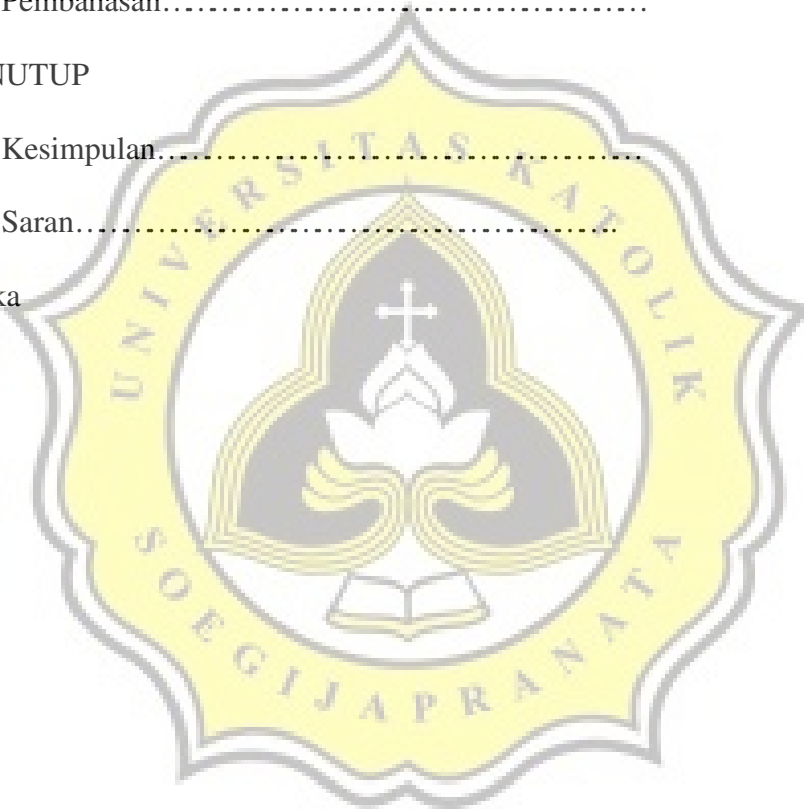 Pembahasan……………………………………………
NUTUP
Kesimpulan……………………………………………
Saran…………………………………………………
ka
UNIVERSITAS KATOLIK
SOEGIJAPRANATA